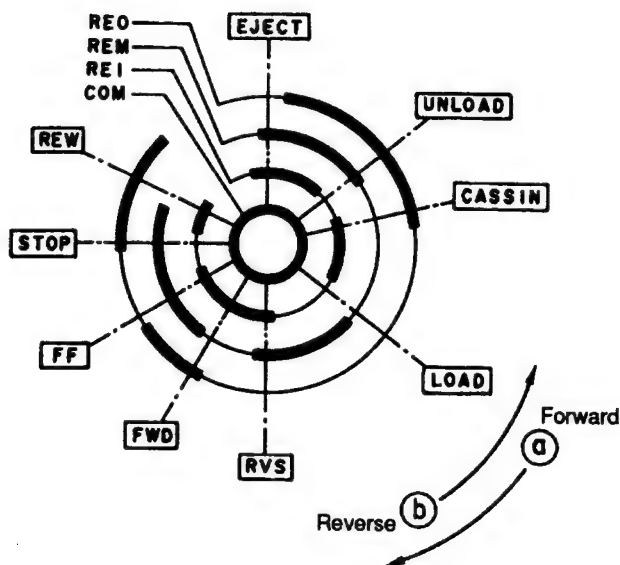 REO
REM
REI
COM
EJECT
UNLOAD
REW
CASSIN
STOP
FF
LOAD
FWD
RVS
Forward
a
b
Reverse